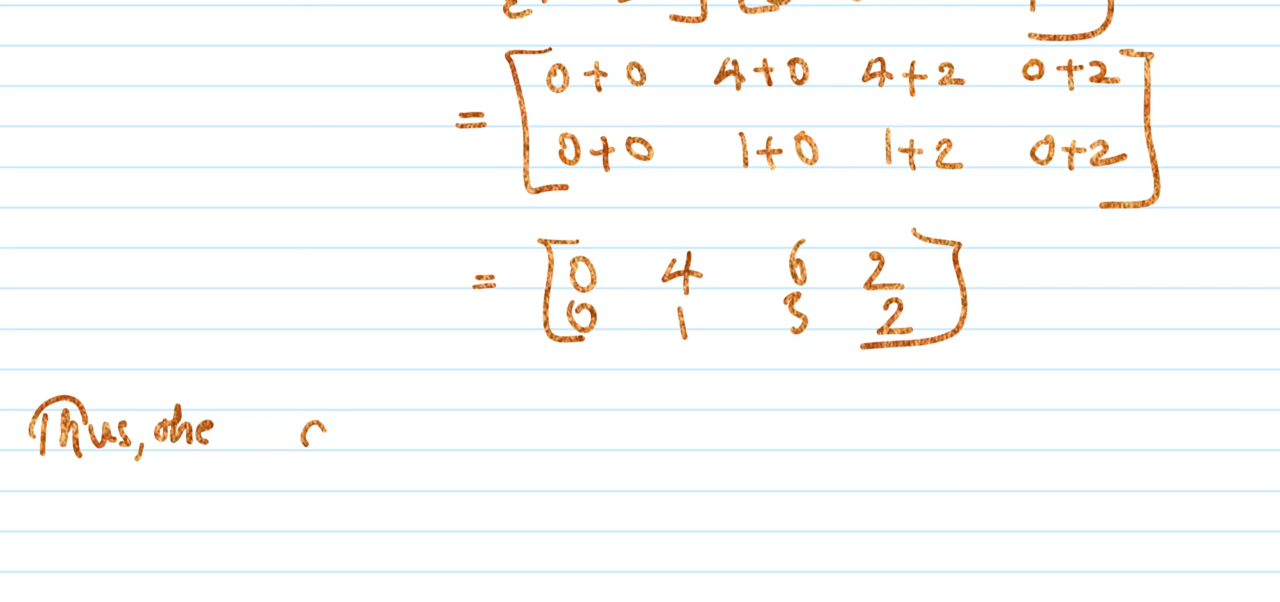 = [ 0+0 4+0 4+2 0+2 ]
0+0 1+0 1+2 0+2
= [ 0 4 6 2 ]
0 1 3 2
Thus, the